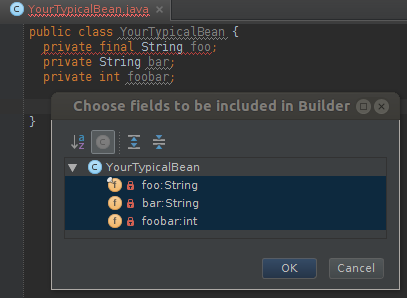 YourTypicalBean.java
public class YourTypicalBean {
private final String foo;
private String bar;
private int foobar;
}
Choose fields to be included in Builder
YourTypicalBean
foo:String
bar:String
foobar:int
OK Cancel